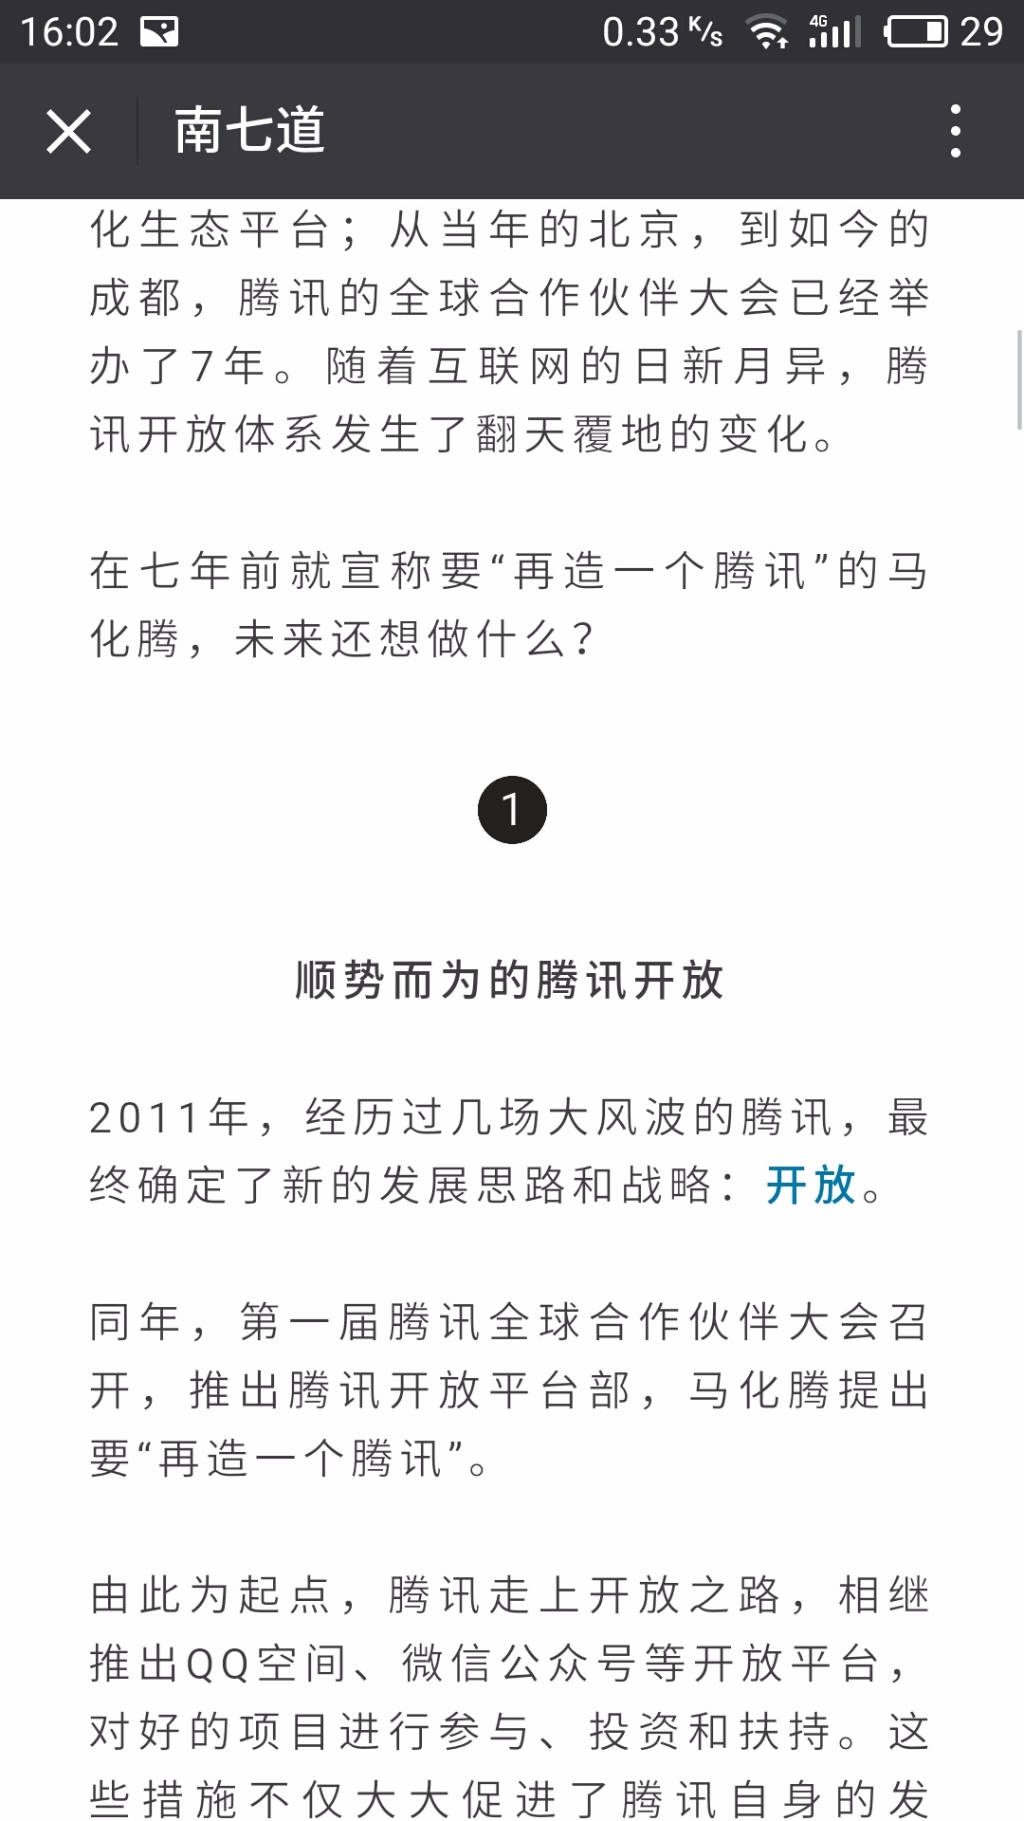 16:02 0.33 K/s 4G 29
南七道
化生态平台；从当年的北京，到如今的
成都，腾讯的全球合作伙伴大会已经举
办了7年。随着互联网的日新月异，腾
讯开放体系发生了翻天覆地的变化。
在七年前就宣称要“再造一个腾讯”的马
化腾，未来还想做什么？
1
顺势而为的腾讯开放
2011年，经历过几场大风波的腾讯，最
终确定了新的发展思路和战略：开放。
同年，第一届腾讯全球合作伙伴大会召
开，推出腾讯开放平台部，马化腾提出
要“再造一个腾讯”。
由此为起点，腾讯走上开放之路，相继
推出QQ空间、微信公众号等开放平台，
对好的项目进行参与、投资和扶持。这
些措施不仅大大促进了腾讯自身的发